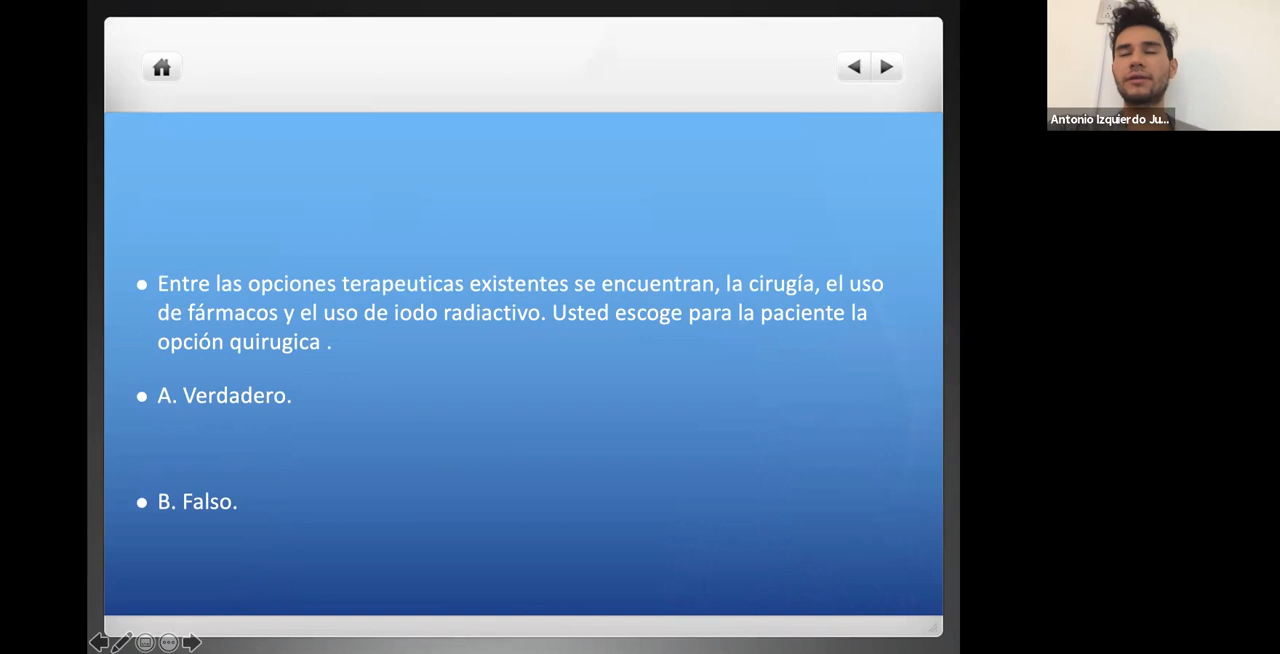 Antonio Izquierdo Ju...
● Entre las opciones terapeuticas existentes se encuentran, la cirugía, el uso
de fármacos y el uso de iodo radiactivo. Usted escoge para la paciente la
opción quirugica .
● A. Verdadero.
● B. Falso.